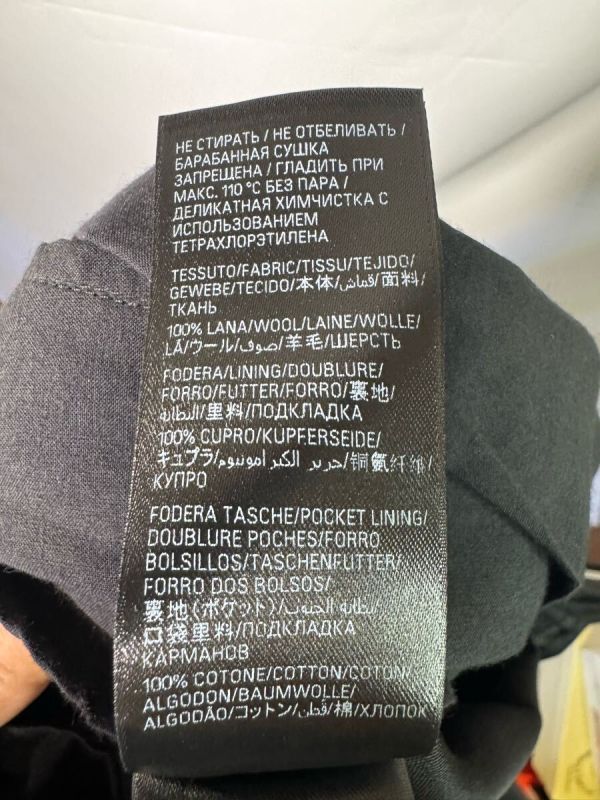 НЕ СТИРАТЬ / НЕ ОТБЕЛИВАТЬ /
БАРАБАННАЯ СУШКА
ЗАПРЕЩЕНА / ГЛАДИТЬ ПРИ
МАКС. 110 °C БЕЗ ПАРА /
ДЕЛИКАТНАЯ ХИМЧИСТКА С
ИСПОЛЬЗОВАНИЕМ
ТЕТРАХЛОРЭТИЛЕНА
TESSUTO/FABRIC/TISSU/TEJIDO/
GEWEBE/TECIDO/本体/قماش/面料/
ТКАНЬ
100% LANA/WOOL/LAINE/WOLLE/
LÃ/ウール/صوف/羊毛/ШЕРСТЬ
FODERA/LINING/DOUBLURE/
FORRO/FUTTER/FORRO/裏地/
البطانة/里料/ПОДКЛАДКА
100% CUPRO/KUPFERSEIDE/
キュプラ/حرير الكبر امونيوم/铜氨纤维/
КУПРО
FODERA TASCHE/POCKET LINING/
DOUBLURE POCHES/FORRO
BOLSILLOS/TASCHENFUTTER/
FORRO DOS BOLSOS/
裏地(ポケット)/بطانة الجيوب/
口袋里料/ПОДКЛАДКА
КАРМАНОВ
100% COTONE/COTTON/COTON/
ALGODON/BAUMWOLLE/
ALGODÃO/コットン/قطن/棉/ХЛОПОК